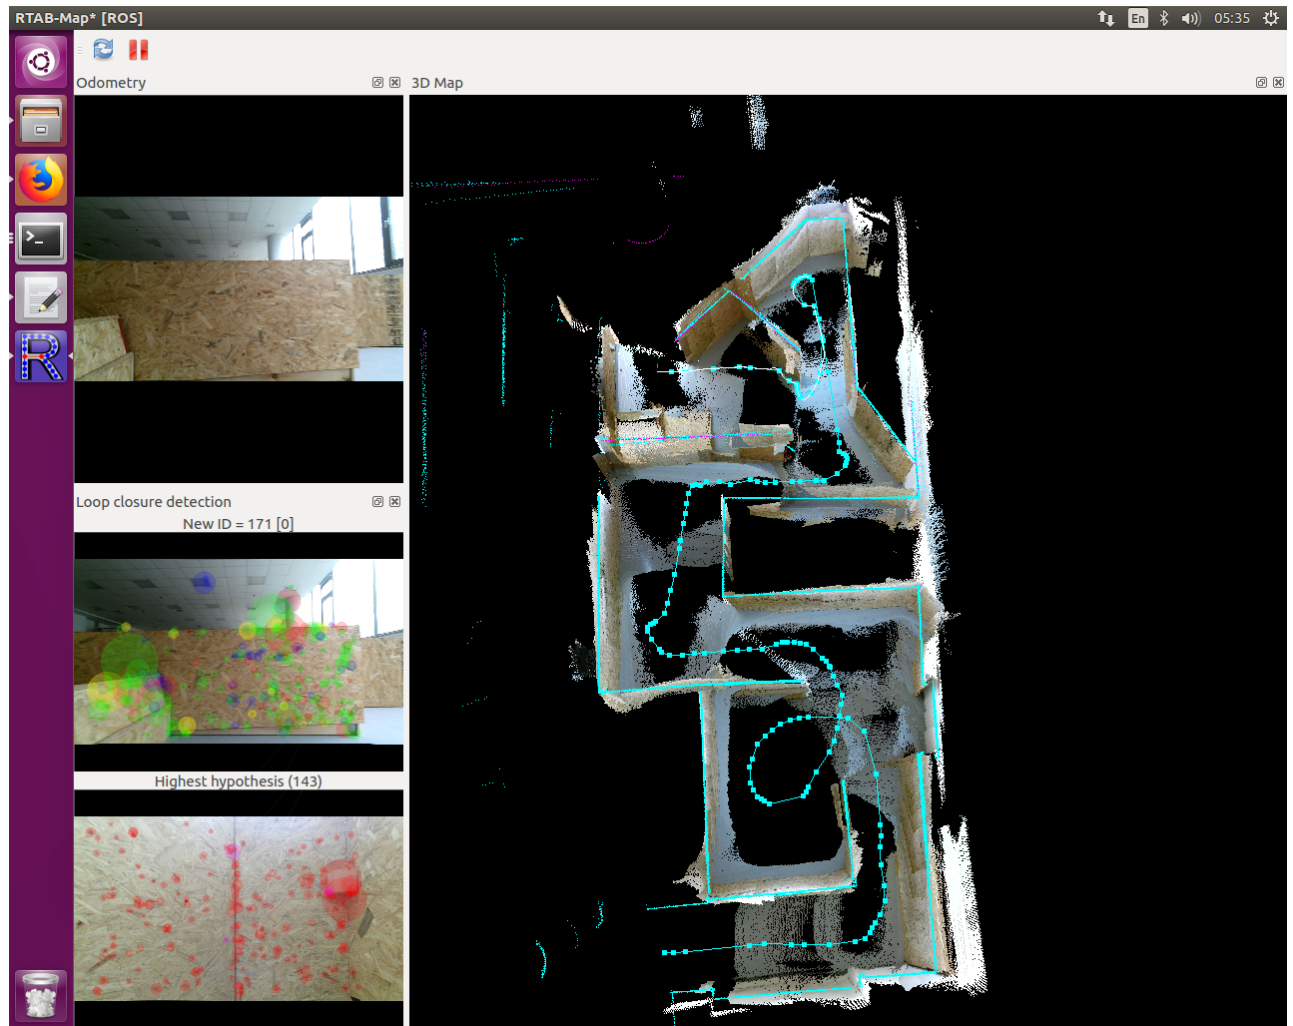 RTAB-Map* [ROS]
En
05:35
Odometry
3D Map
Loop closure detection
New ID = 171 [0]
Highest hypothesis (143)